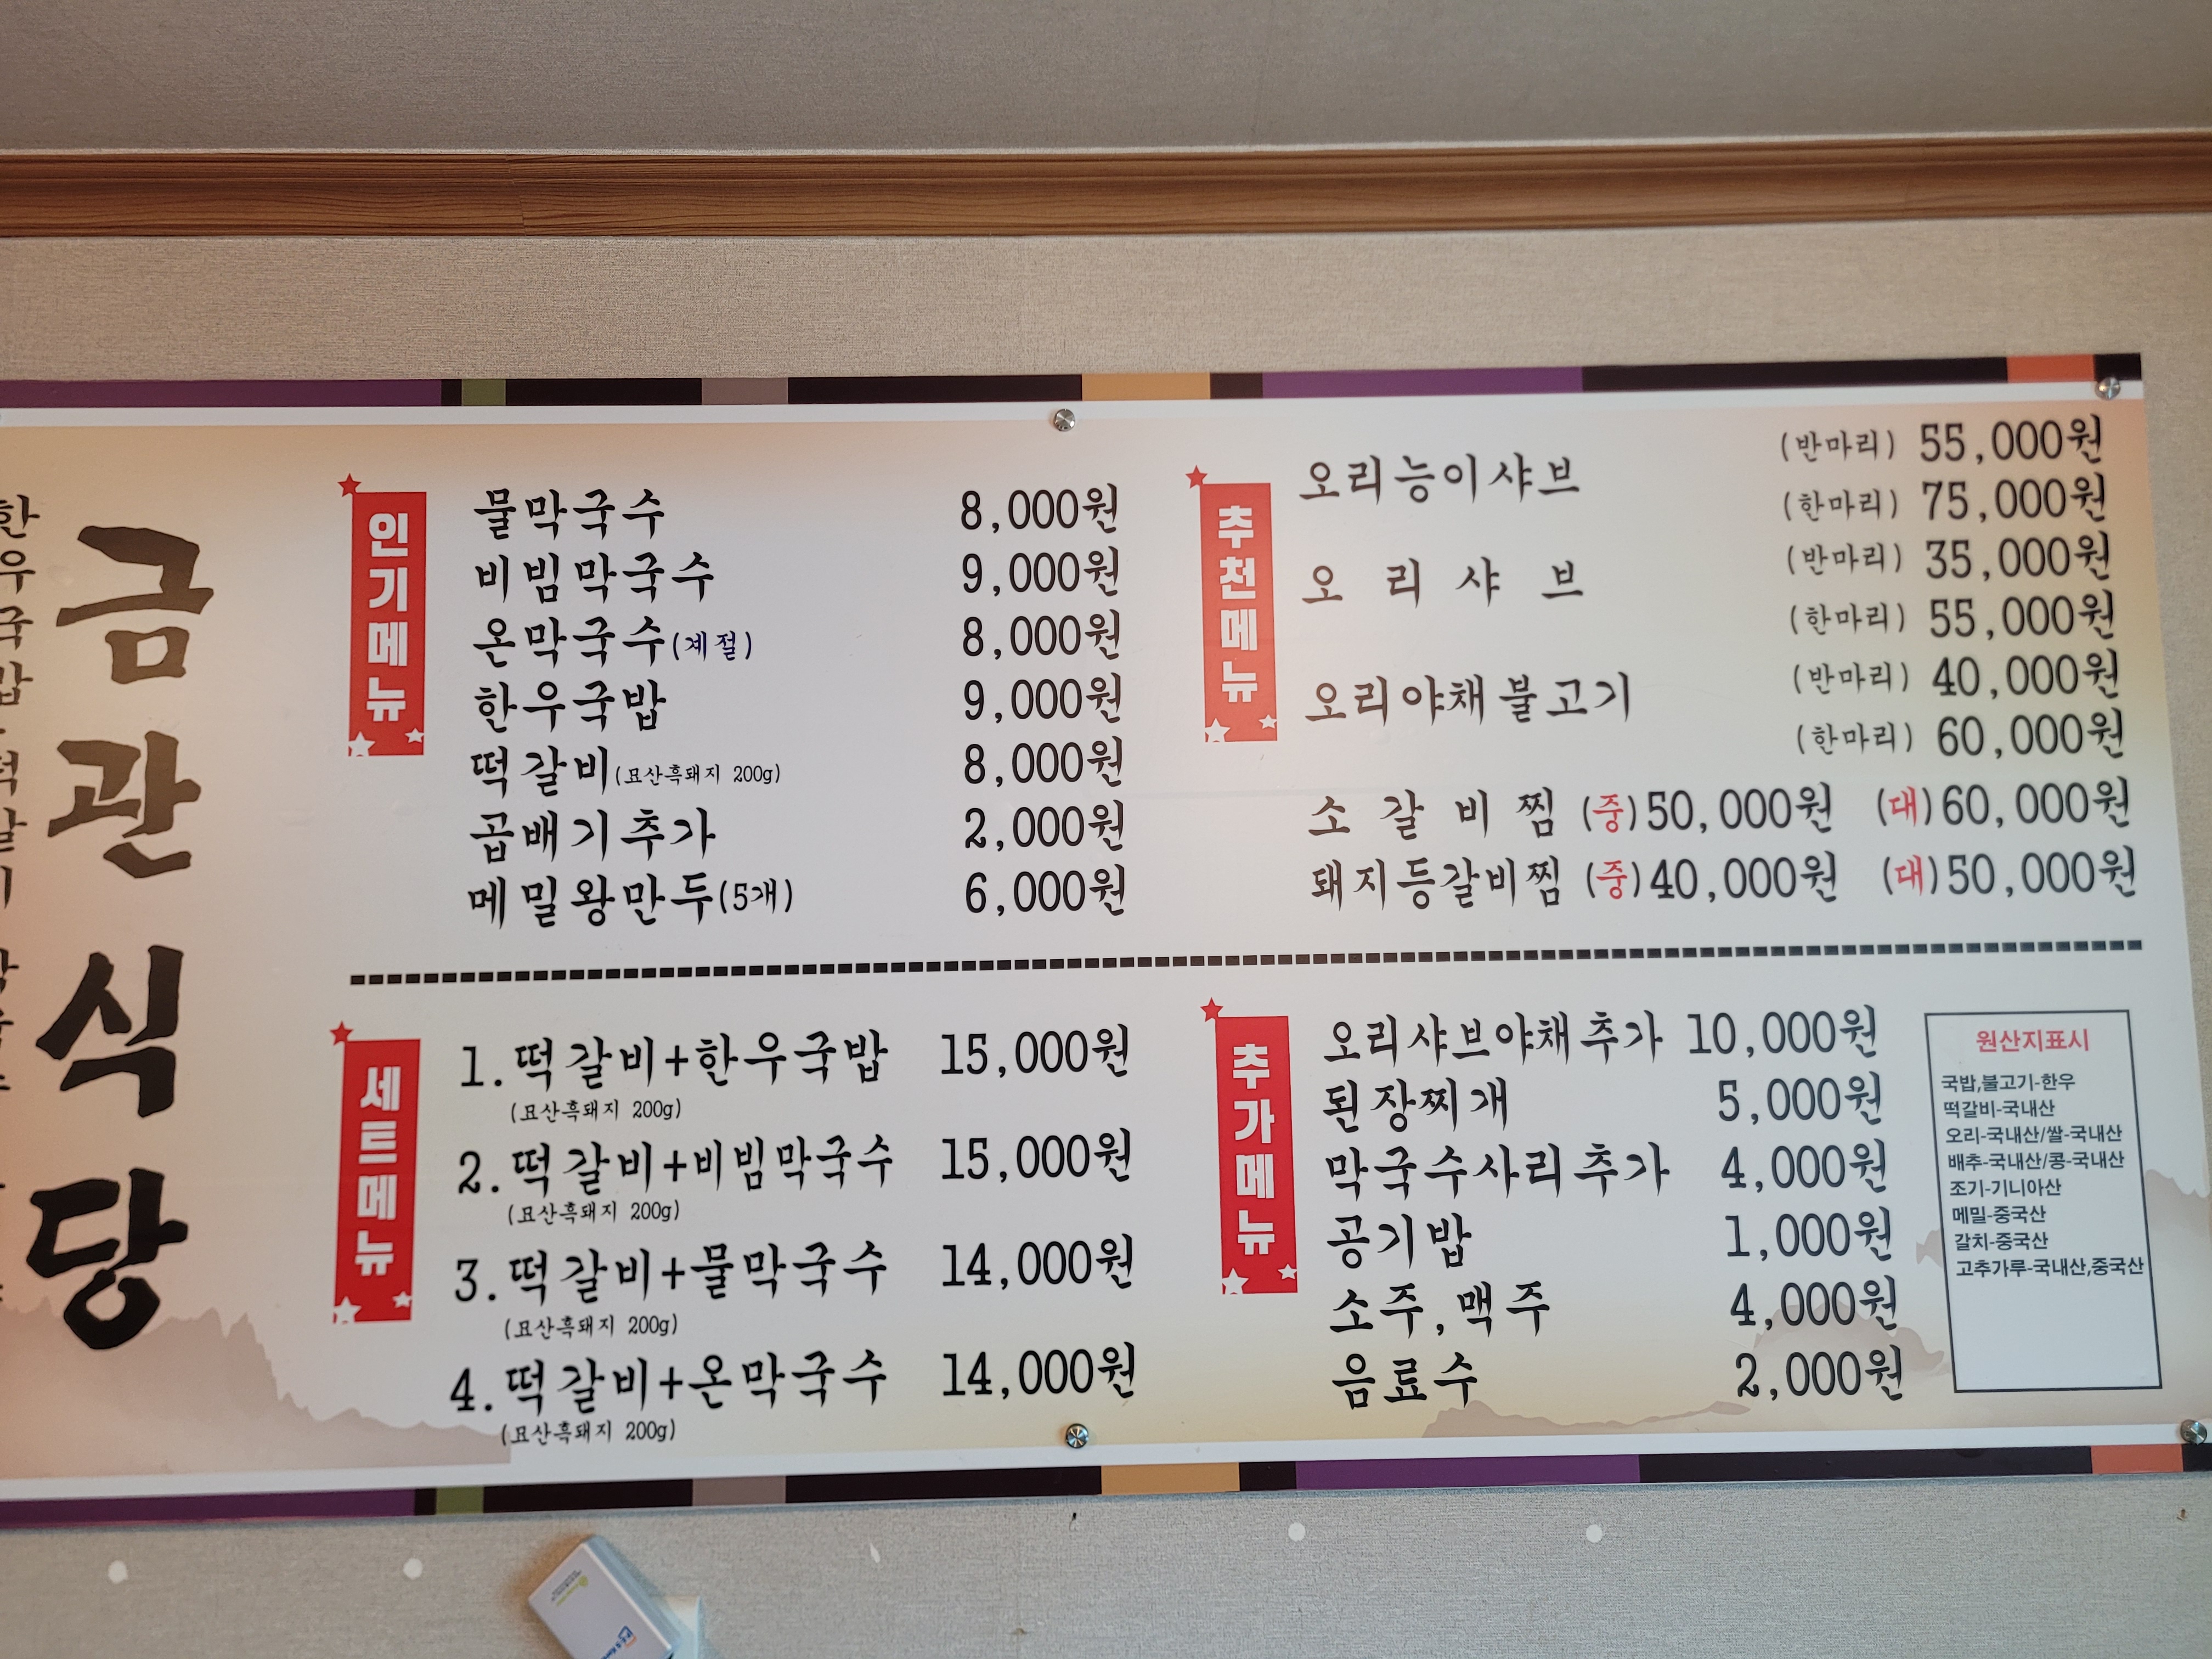 금관식당
인기메뉴
물막국수 8,000원
비빔막국수 9,000원
온막국수(계절) 8,000원
한우국밥 9,000원
떡갈비(묘산흑돼지 200g) 8,000원
곱배기추가 2,000원
메밀왕만두(5개) 6,000원
추천메뉴
오리능이샤브 (반마리) 55,000원
(한마리) 75,000원
오리샤브 (반마리) 35,000원
(한마리) 55,000원
오리야채불고기 (반마리) 40,000원
(한마리) 60,000원
소갈비찜 (중)50,000원 (대)60,000원
돼지등갈비찜 (중)40,000원 (대)50,000원
세트메뉴
1.떡갈비+한우국밥 15,000원
(묘산흑돼지 200g)
2.떡갈비+비빔막국수 15,000원
(묘산흑돼지 200g)
3.떡갈비+물막국수 14,000원
(묘산흑돼지 200g)
4.떡갈비+온막국수 14,000원
(묘산흑돼지 200g)
추가메뉴
오리샤브야채추가 10,000원
된장찌개 5,000원
막국수사리추가 4,000원
공기밥 1,000원
소주,맥주 4,000원
음료수 2,000원
원산지표시
국밥,불고기-한우
떡갈비-국내산
오리-국내산/쌀-국내산
배추-국내산/콩-국내산
조기-기니아산
메밀-중국산
갈치-중국산
고추가루-국내산,중국산